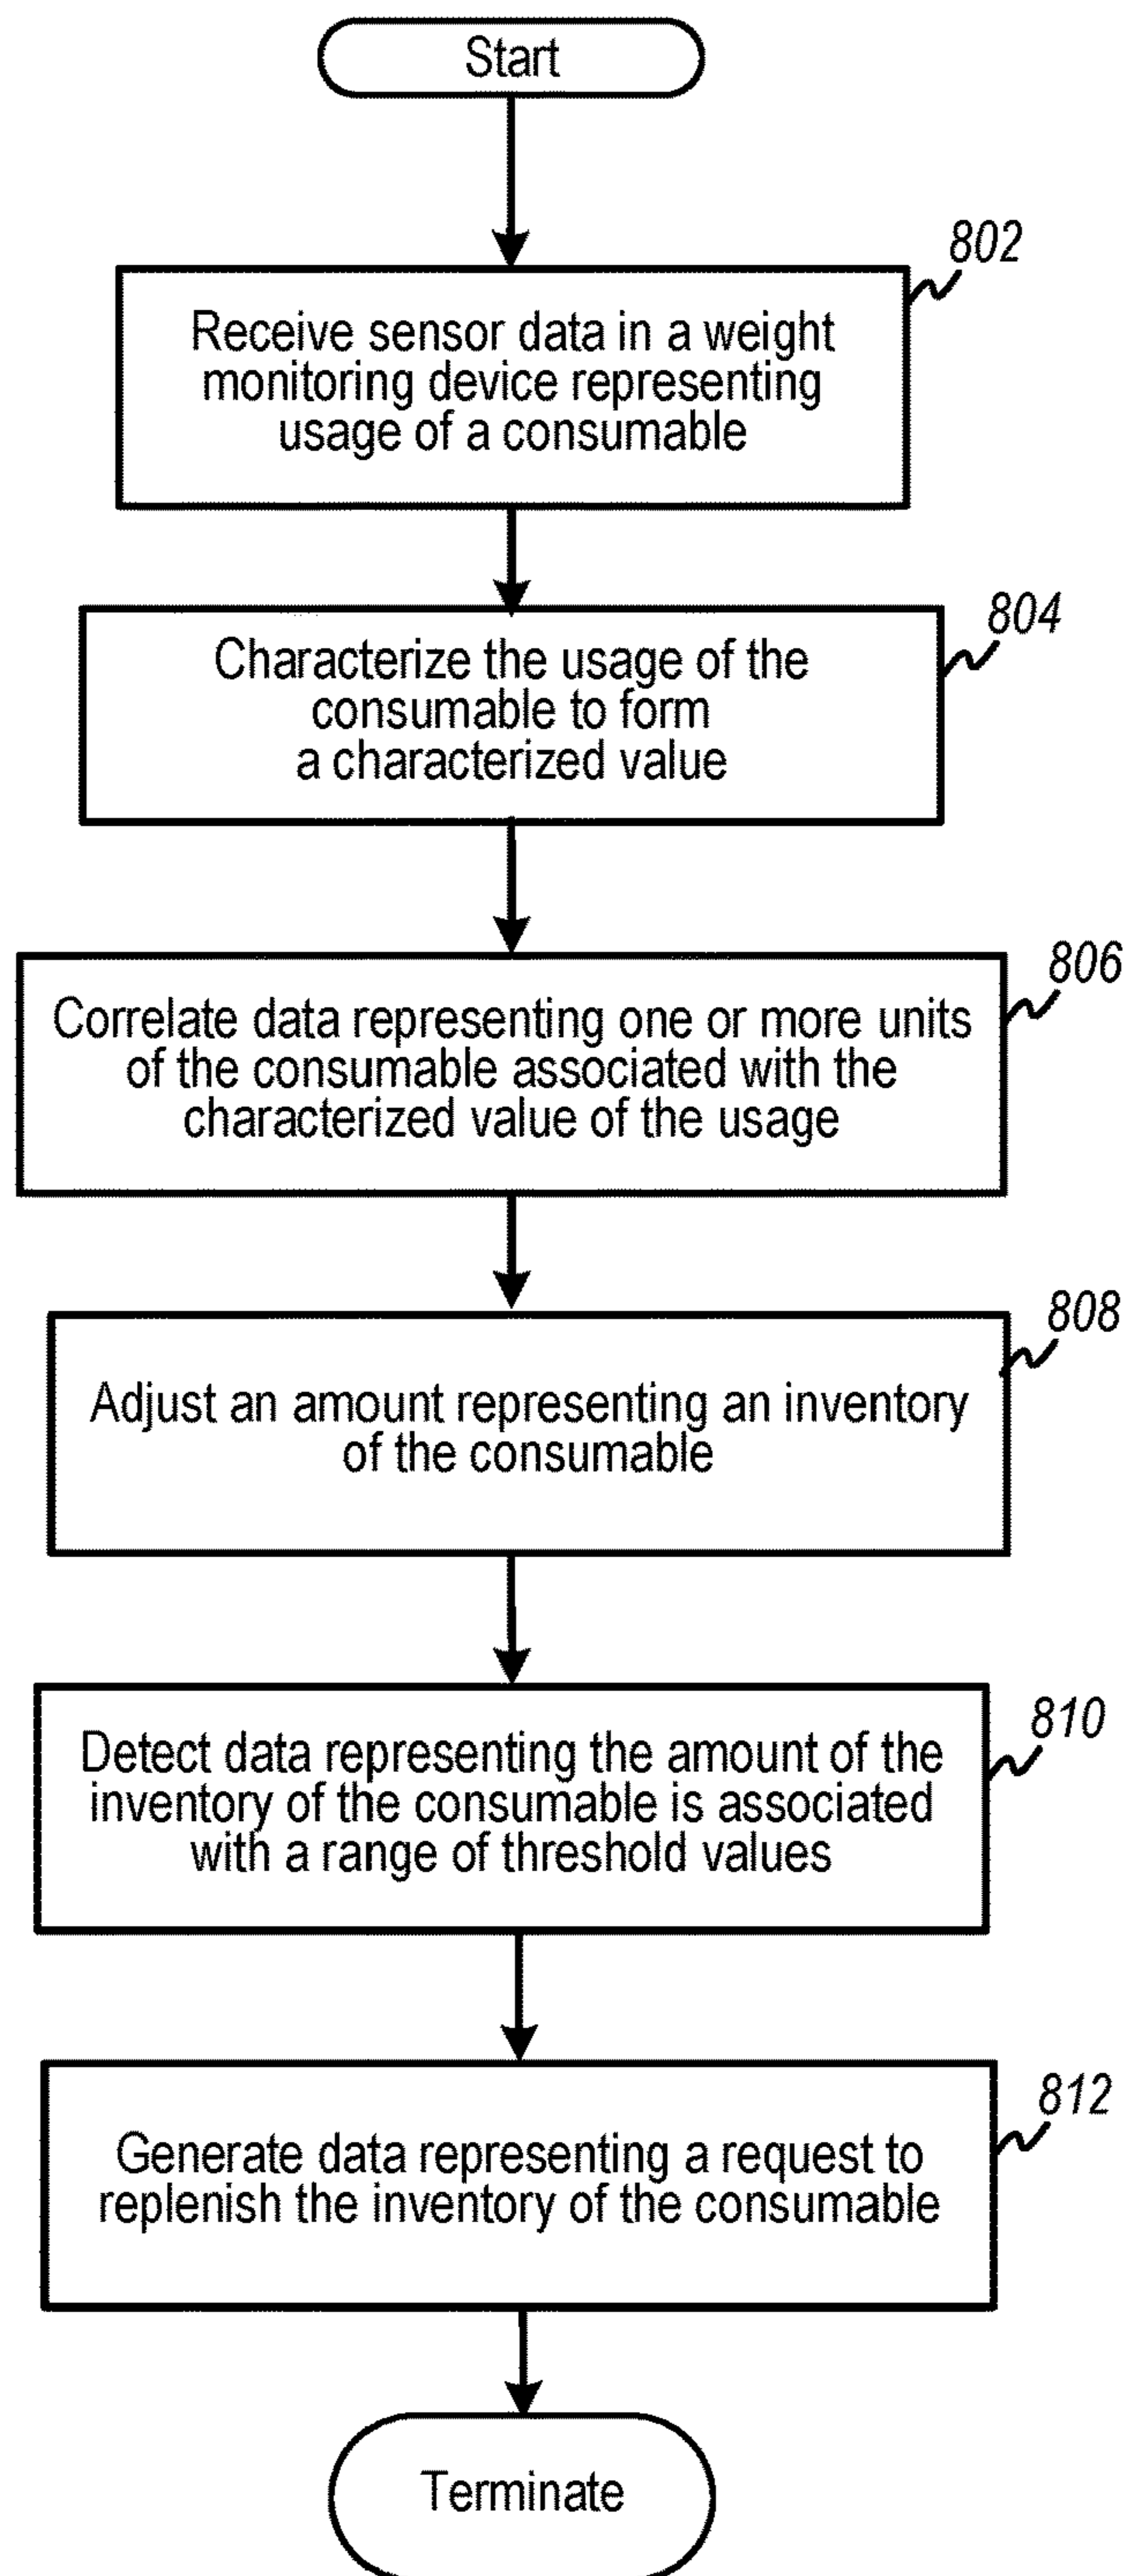 Start
802
Receive sensor data in a weight
monitoring device representing
usage of a consumable
804
Characterize the usage of the
consumable to form
a characterized value
806
Correlate data representing one or more units
of the consumable associated with the
characterized value of the usage
808
Adjust an amount representing an inventory
of the consumable
810
Detect data representing the amount of the
inventory of the consumable is associated
with a range of threshold values
812
Generate data representing a request to
replenish the inventory of the consumable
Terminate